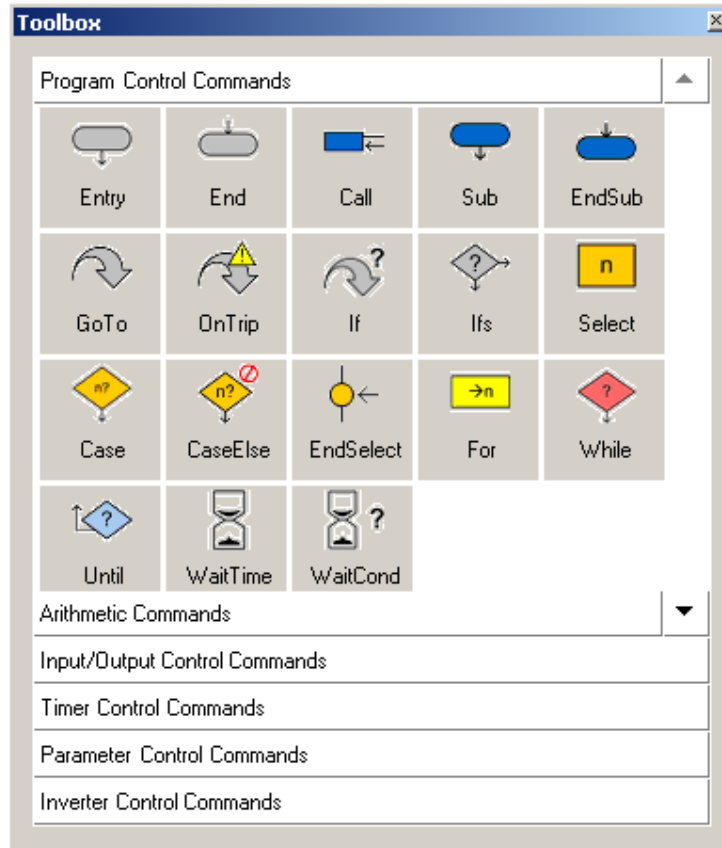 Toolbox
Program Control Commands
Entry End Call Sub EndSub
? ?
GoTo OnTrip If Ifs Select
n
n? n? →n ?
Case CaseElse EndSelect For While
? ?
Until WaitTime WaitCond
Arithmetic Commands
Input/Output Control Commands
Timer Control Commands
Parameter Control Commands
Inverter Control Commands